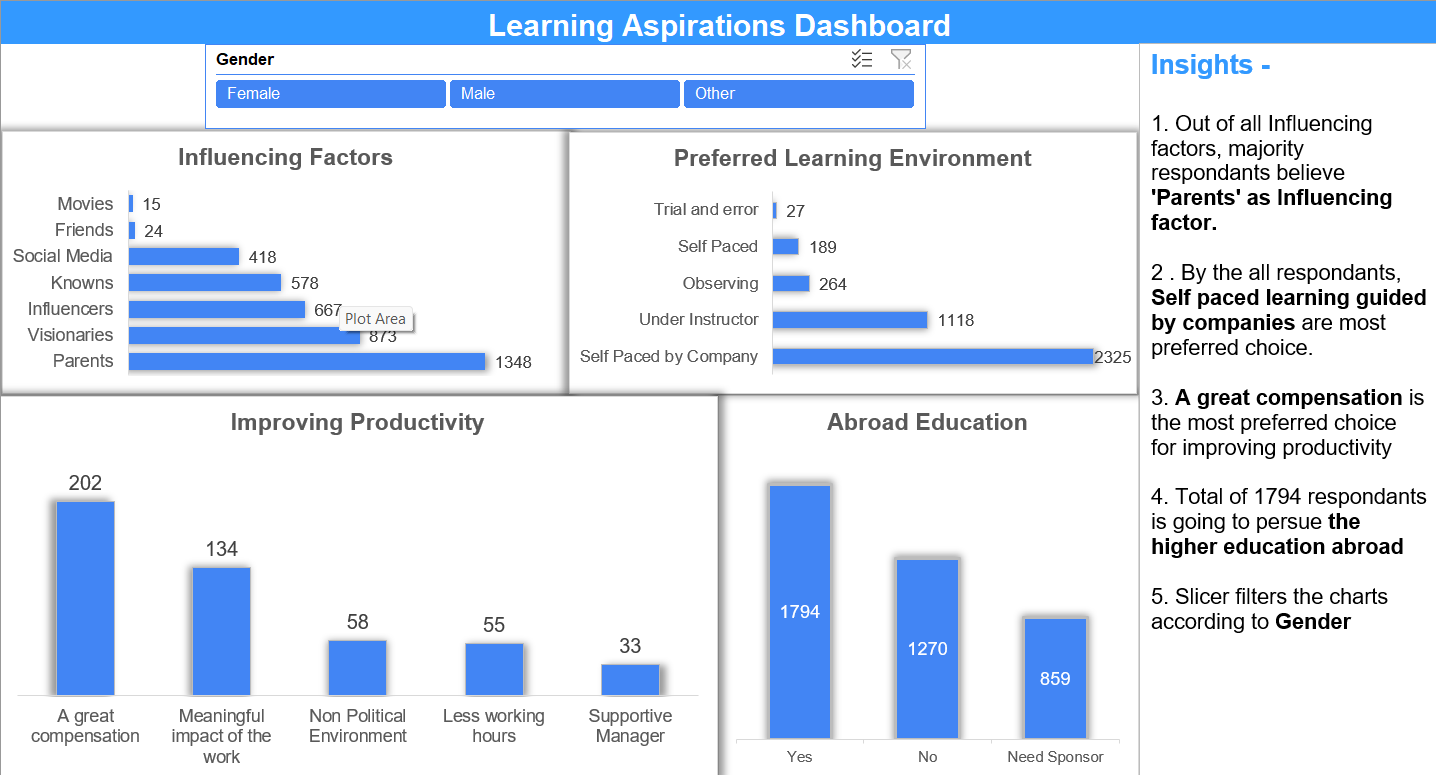 Learning Aspirations Dashboard
Gender
Female
Male
Other
Influencing Factors
Movies 15
Friends 24
Social Media 418
Knowns 578
Influencers 667
Plot Area
Visionaries 873
Parents 1348
Preferred Learning Environment
Trial and error 27
Self Paced 189
Observing 264
Under Instructor 1118
Self Paced by Company 2325
Improving Productivity
202
134
58
55
33
A great
compensation
Meaningful
impact of the
work
Non Political
Environment
Less working
hours
Supportive
Manager
Abroad Education
1794
1270
859
Yes
No
Need Sponsor
Insights -
1. Out of all Influencing
factors, majority
respondants believe
'Parents' as Influencing
factor.
2 . By the all respondants,
Self paced learning guided
by companies are most
preferred choice.
3. A great compensation is
the most preferred choice
for improving productivity
4. Total of 1794 respondants
is going to persue the
higher education abroad
5. Slicer filters the charts
according to Gender